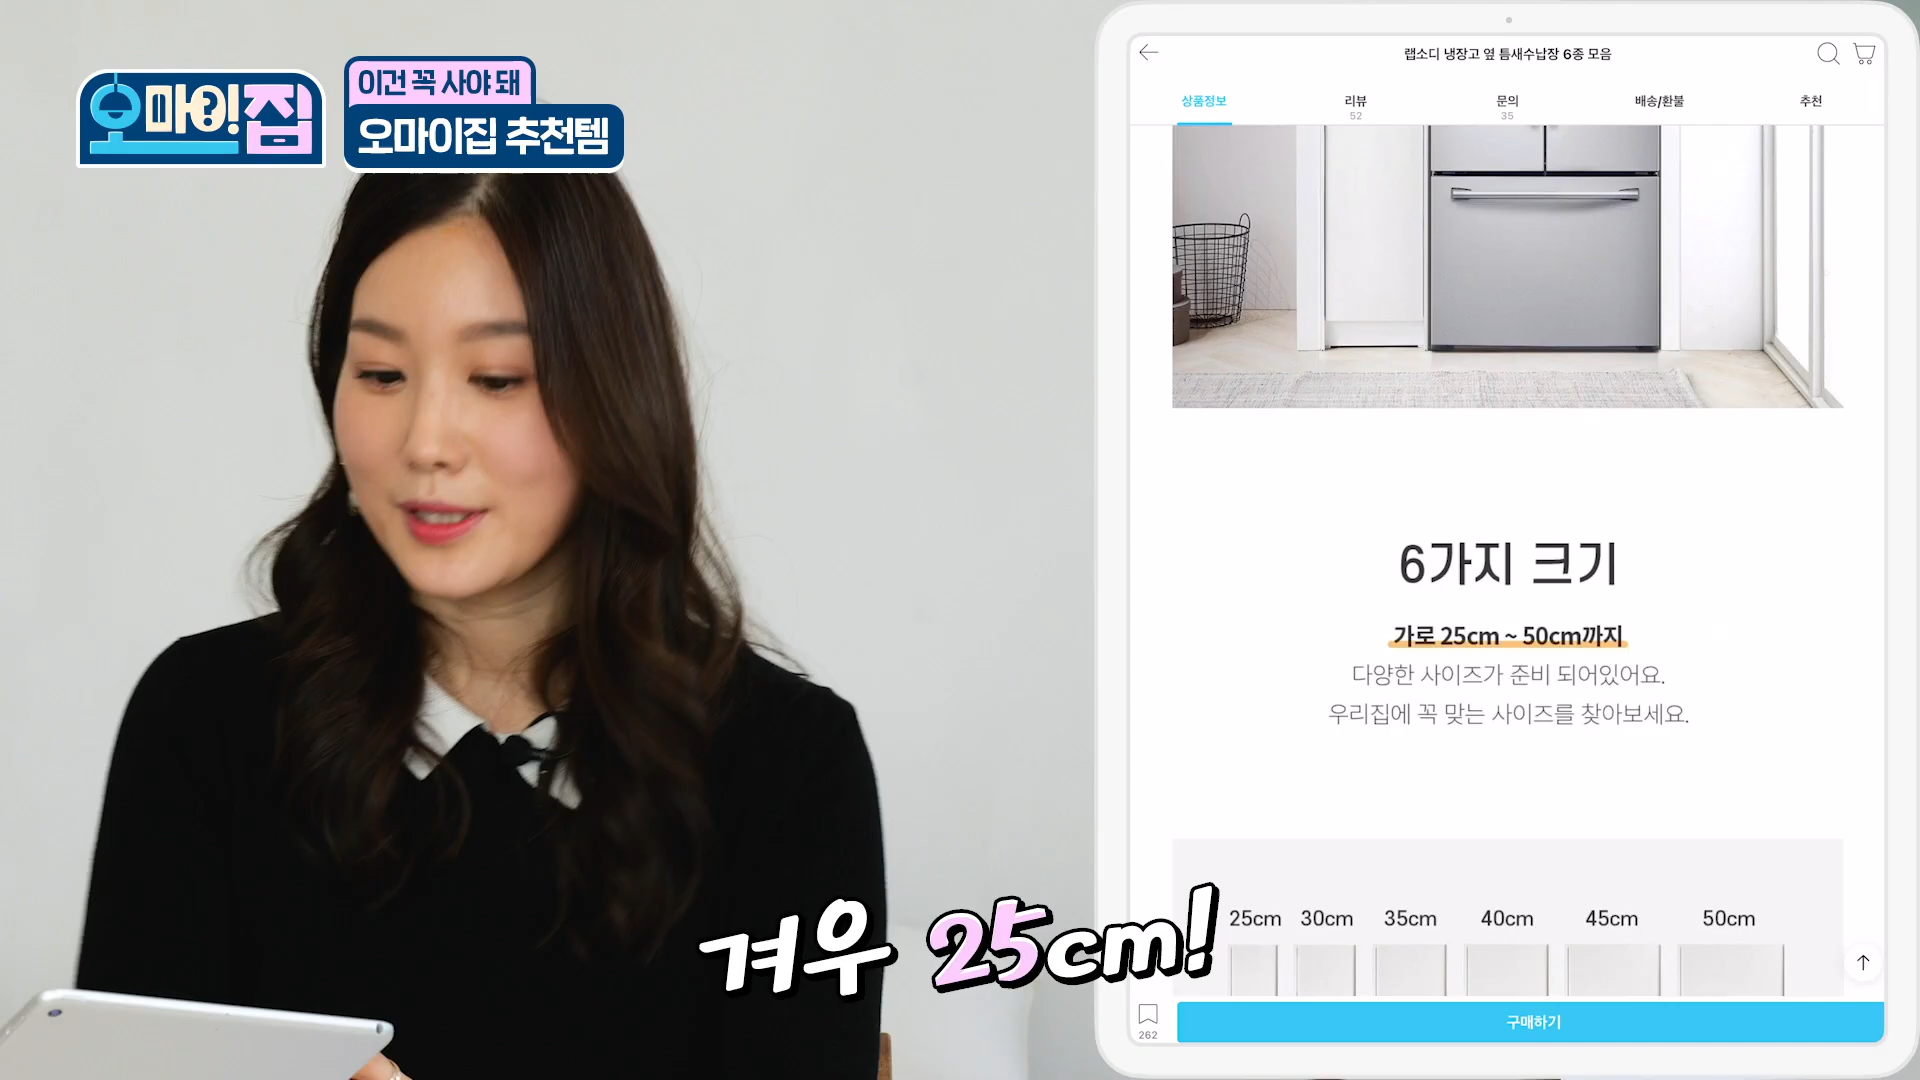 오마이!집
이건 꼭 사야 돼
오마이집 추천템
랩소디 냉장고 옆 틈새수납장 6종 모음
상품정보
리뷰
52
문의
35
배송/환불
추천
6가지 크기
가로 25cm ~ 50cm까지
다양한 사이즈가 준비 되어있어요.
우리집에 꼭 맞는 사이즈를 찾아보세요.
25cm 30cm 35cm 40cm 45cm 50cm
겨우 25cm!
262
구매하기